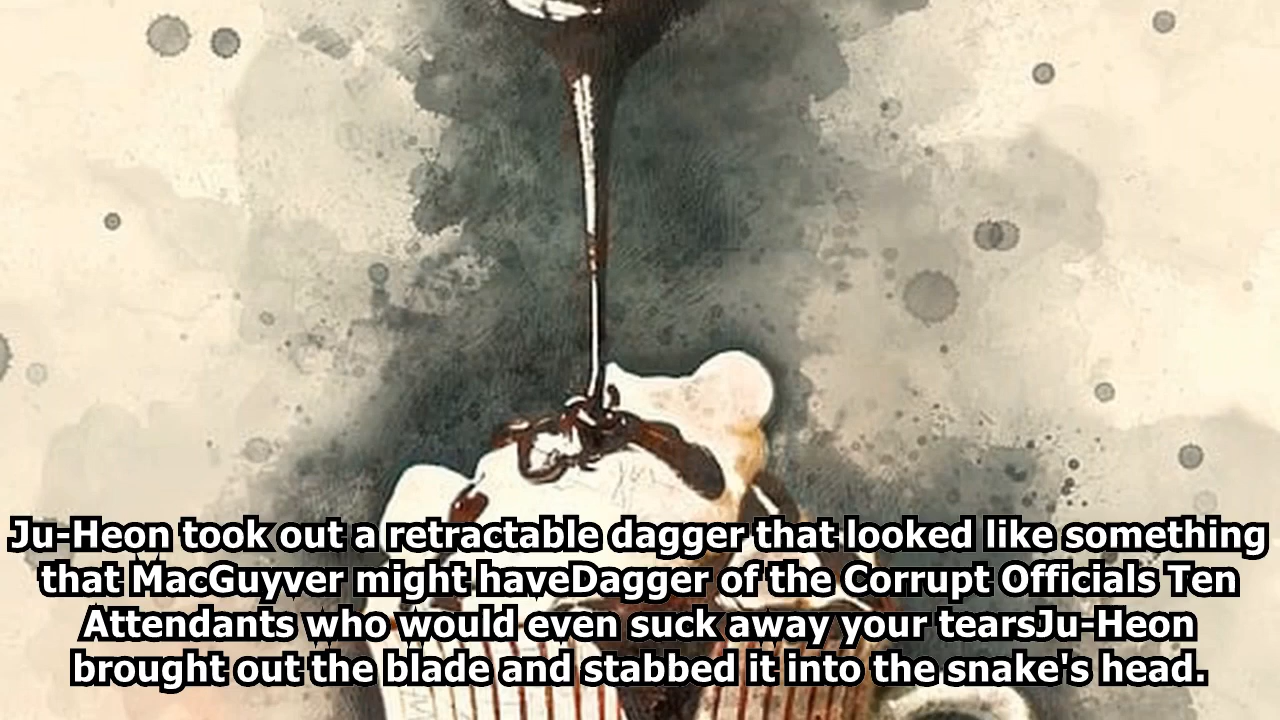 Ju-Heon took out a retractable dagger that looked like something
that MacGuyver might haveDagger of the Corrupt Officials Ten
Attendants who would even suck away your tearsJu-Heon
brought out the blade and stabbed it into the snake's head.